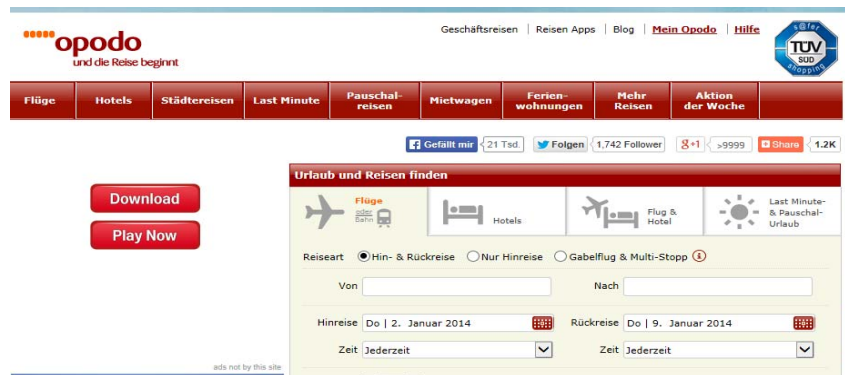 Geschäftsreisen | Reisen Apps | Blog | Mein Opodo | Hilfe
opodo
und die Reise beginnt
s@fer
TÜV
SÜD
shopping
Flüge
Hotels
Städtereisen
Last Minute
Pauschal-
reisen
Mietwagen
Ferien-
wohnungen
Mehr
Reisen
Aktion
der Woche
Gefällt mir 21 Tsd. Folgen 1,742 Follower g+1 >9999 Share 1.2K
Download
Play Now
ads not by this site
Urlaub und Reisen finden
Flüge
oder
Bahn
Hotels
Flug &
Hotel
Last Minute-
& Pauschal-
Urlaub
Reiseart Hin- & Rückreise Nur Hinreise Gabelflug & Multi-Stopp i
Von Nach
Hinreise Do | 2. Januar 2014 Rückreise Do | 9. Januar 2014
Zeit Jederzeit Zeit Jederzeit